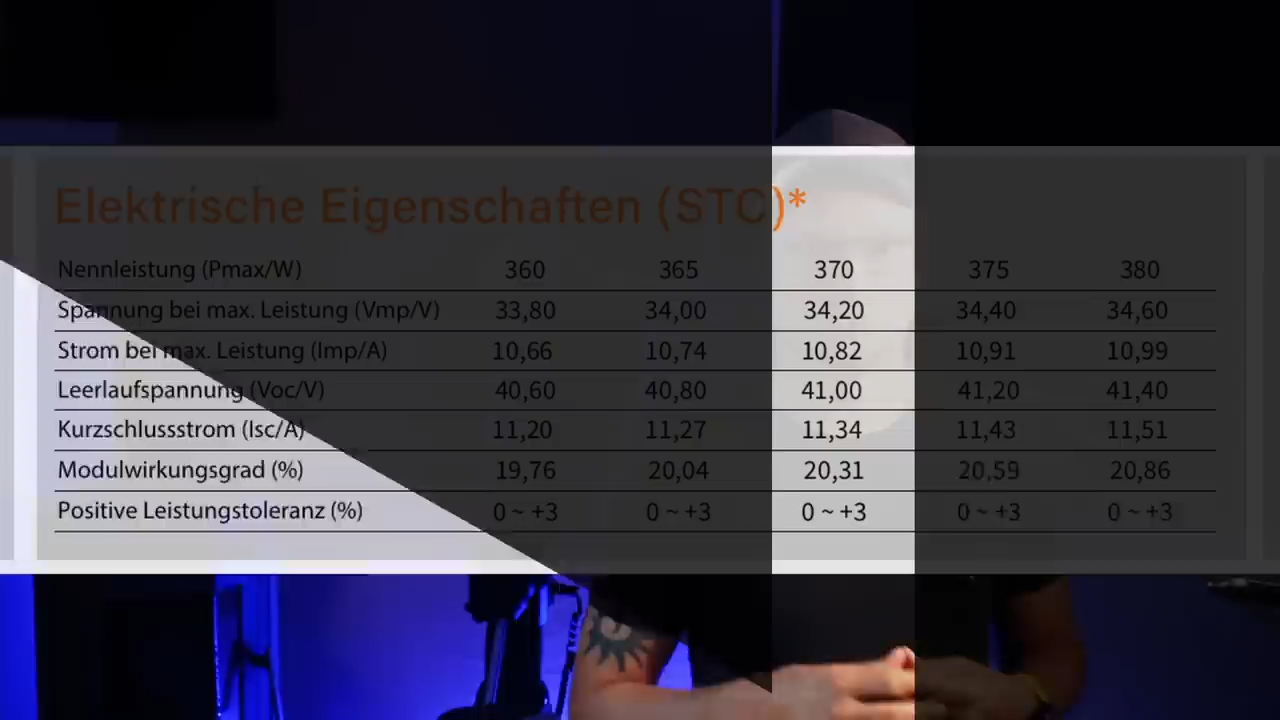 Elektrische Eigenschaften (STC)*
Nennleistung (Pmax/W) 360 365 370 375 380
Spannung bei max. Leistung (Vmp/V) 33,80 34,00 34,20 34,40 34,60
Strom bei max. Leistung (Imp/A) 10,66 10,74 10,82 10,91 10,99
Leerlaufspannung (Voc/V) 40,60 40,80 41,00 41,20 41,40
Kurzschlussstrom (Isc/A) 11,20 11,27 11,34 11,43 11,51
Modulwirkungsgrad (%) 19,76 20,04 20,31 20,59 20,86
Positive Leistungstoleranz (%) 0 ~ +3 0 ~ +3 0 ~ +3 0 ~ +3 0 ~ +3